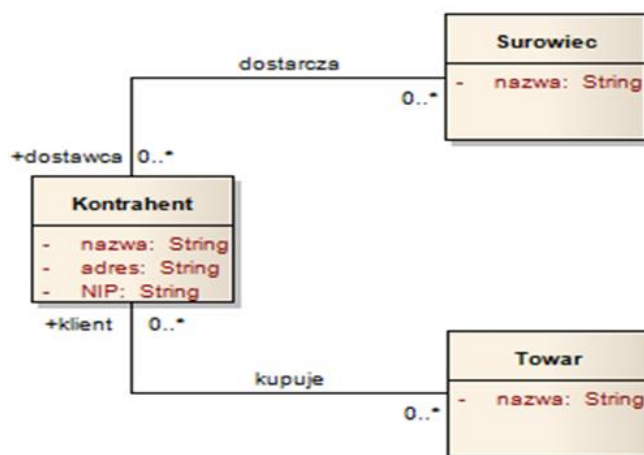 Surowiec
- nazwa: String
dostarcza
0..*
+dostawca 0..*
Kontrahent
- nazwa: String
- adres: String
- NIP: String
+klient 0..*
Towar
- nazwa: String
kupuje
0..*